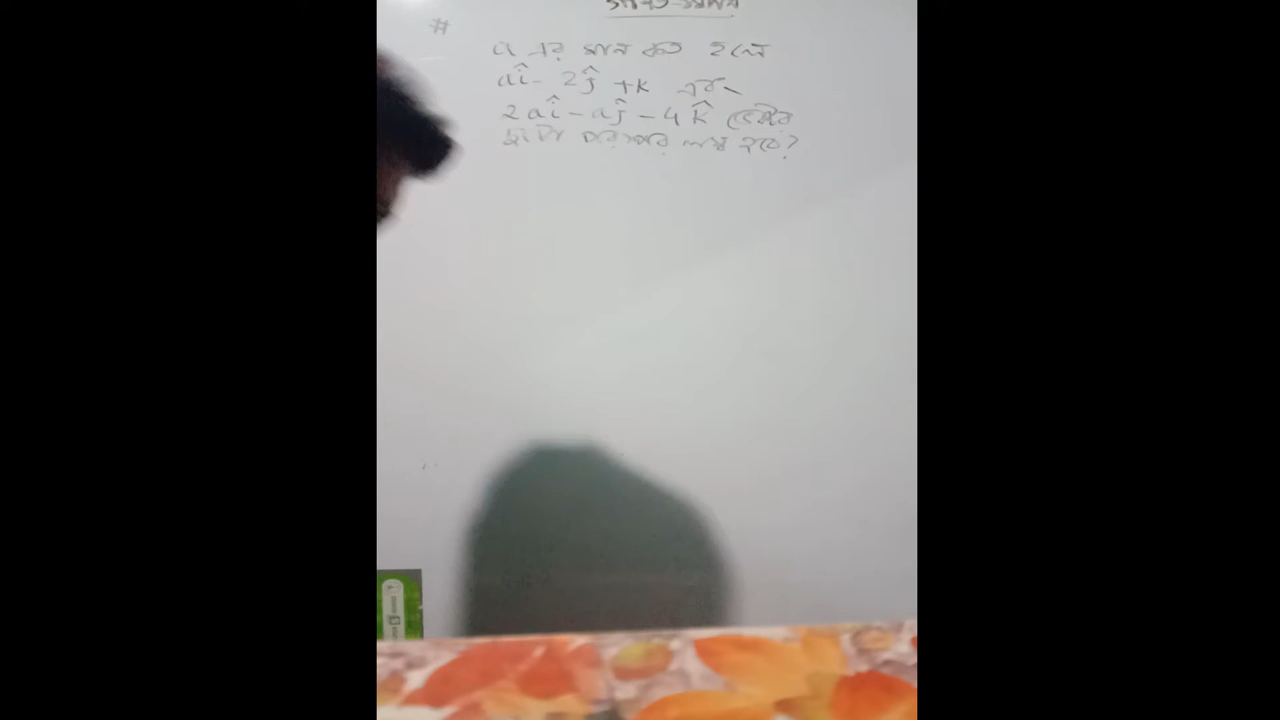 #
a এর মান কত হলে
aî - 2ĵ + k এবং
2aî - aĵ - 4k̂ ভেক্টর
দুটি পরস্পর লম্ব হবে?